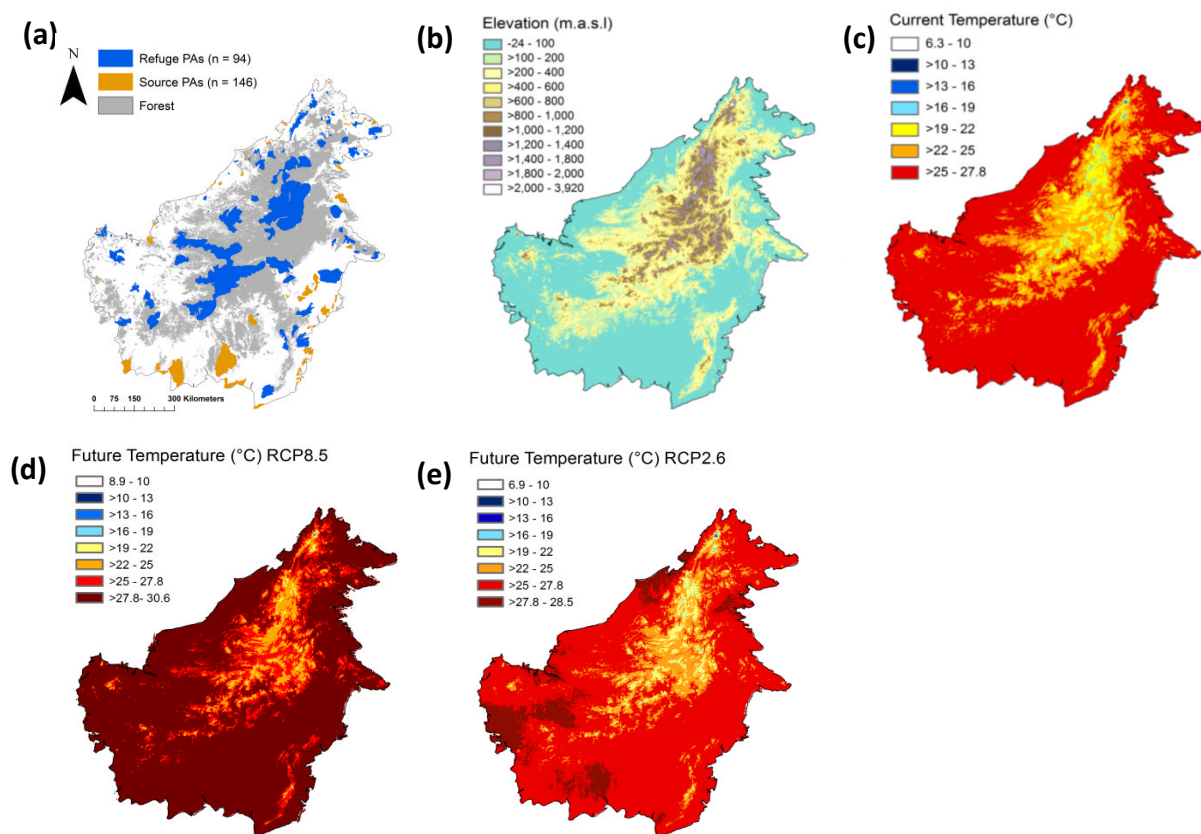 (a)
N
Refuge PAs (n = 94)
Source PAs (n = 146)
Forest
0 75 150 300 Kilometers
(b)
Elevation (m.a.s.l)
-24 - 100
>100 - 200
>200 - 400
>400 - 600
>600 - 800
>800 - 1,000
>1,000 - 1,200
>1,200 - 1,400
>1,400 - 1,800
>1,800 - 2,000
>2,000 - 3,920
(c)
Current Temperature (°C)
6.3 - 10
>10 - 13
>13 - 16
>16 - 19
>19 - 22
>22 - 25
>25 - 27.8
(d)
Future Temperature (°C) RCP8.5
8.9 - 10
>10 - 13
>13 - 16
>16 - 19
>19 - 22
>22 - 25
>25 - 27.8
>27.8- 30.6
(e)
Future Temperature (°C) RCP2.6
6.9 - 10
>10 - 13
>13 - 16
>16 - 19
>19 - 22
>22 - 25
>25 - 27.8
>27.8 - 28.5